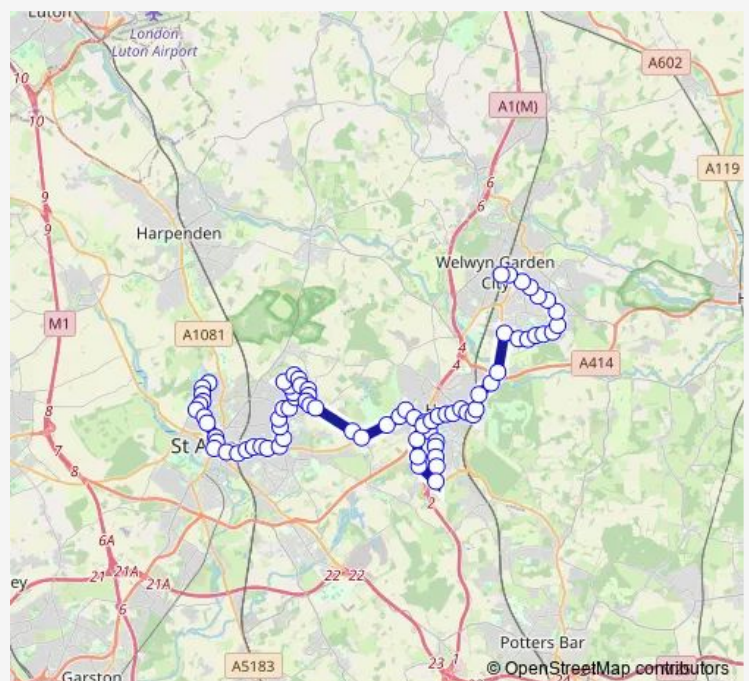 Luton
London
Luton Airport
A602
10
10
A1(M)
A119
9
9
6
6
Harpenden
Welwyn Garden
City
M1
A1081
4
4
A414
8
7
8
St A
2
6A
21
21A
21A
22
22
ey
6
Potters Bar
A5183
23
1
Garston
24
© OpenStreetMap contributors